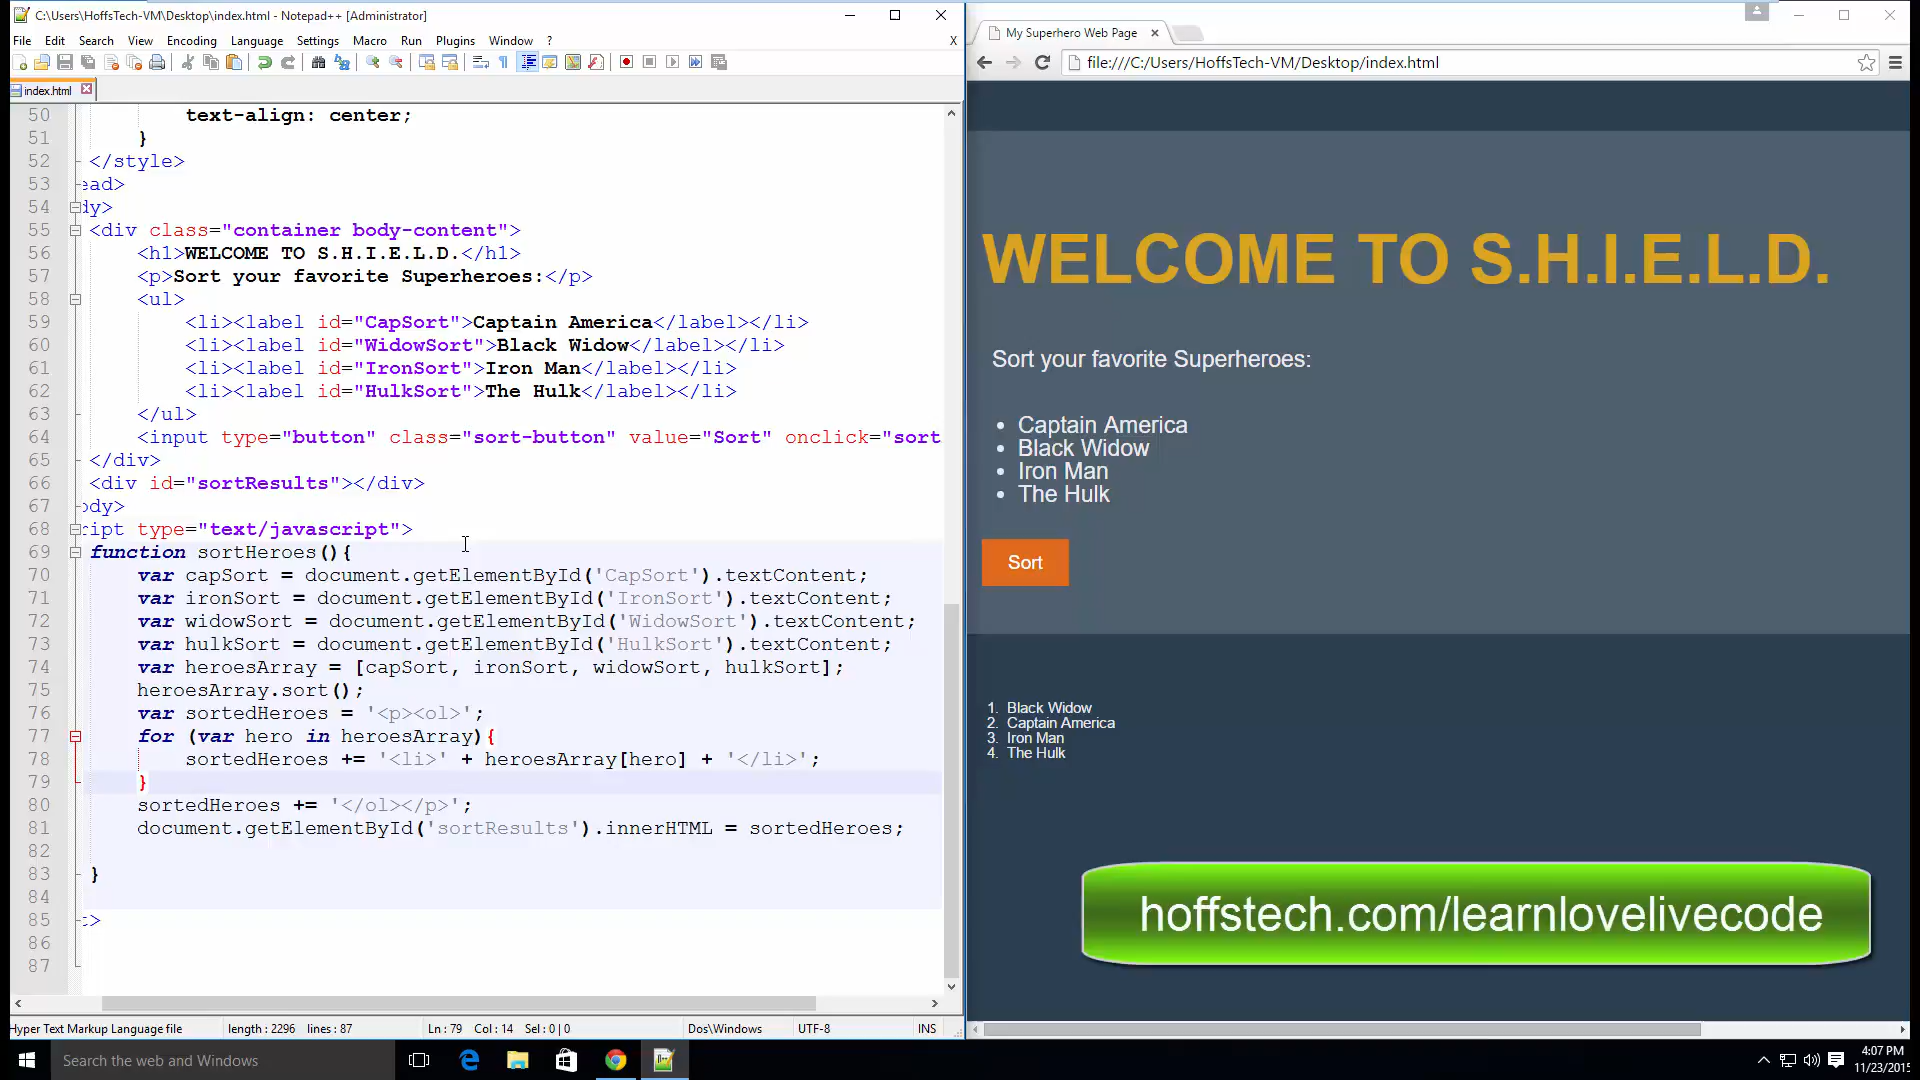 C:\Users\HoffsTech-VM\Desktop\index.html - Notepad++ [Administrator]
File Edit Search View Encoding Language Settings Macro Run Plugins Window ? X
index.html
50 text-align: center;
51 }
52 </style>
53 ead>
54 dy>
55 <div class="container body-content">
56 <h1>WELCOME TO S.H.I.E.L.D.</h1>
57 <p>Sort your favorite Superheroes:</p>
58 <ul>
59 <li><label id="CapSort">Captain America</label></li>
60 <li><label id="WidowSort">Black Widow</label></li>
61 <li><label id="IronSort">Iron Man</label></li>
62 <li><label id="HulkSort">The Hulk</label></li>
63 </ul>
64 <input type="button" class="sort-button" value="Sort" onclick="sort
65 </div>
66 <div id="sortResults"></div>
67 ody>
68 ript type="text/javascript">
69 function sortHeroes(){
70 var capSort = document.getElementById('CapSort').textContent;
71 var ironSort = document.getElementById('IronSort').textContent;
72 var widowSort = document.getElementById('WidowSort').textContent;
73 var hulkSort = document.getElementById('HulkSort').textContent;
74 var heroesArray = [capSort, ironSort, widowSort, hulkSort];
75 heroesArray.sort();
76 var sortedHeroes = '<p><ol>';
77 for (var hero in heroesArray){
78 sortedHeroes += '<li>' + heroesArray[hero] + '</li>';
79 }
80 sortedHeroes += '</ol></p>';
81 document.getElementById('sortResults').innerHTML = sortedHeroes;
82
83 }
84
85 t>
86
87
Hyper Text Markup Language file length : 2296 lines : 87 Ln : 79 Col : 14 Sel : 0 | 0 Dos\Windows UTF-8 INS
My Superhero Web Page
file:///C:/Users/HoffsTech-VM/Desktop/index.html
WELCOME TO S.H.I.E.L.D.
Sort your favorite Superheroes:
• Captain America
• Black Widow
• Iron Man
• The Hulk
Sort
1. Black Widow
2. Captain America
3. Iron Man
4. The Hulk
hoffstech.com/learnlovelivecode
Search the web and Windows
4:07 PM
11/23/2015